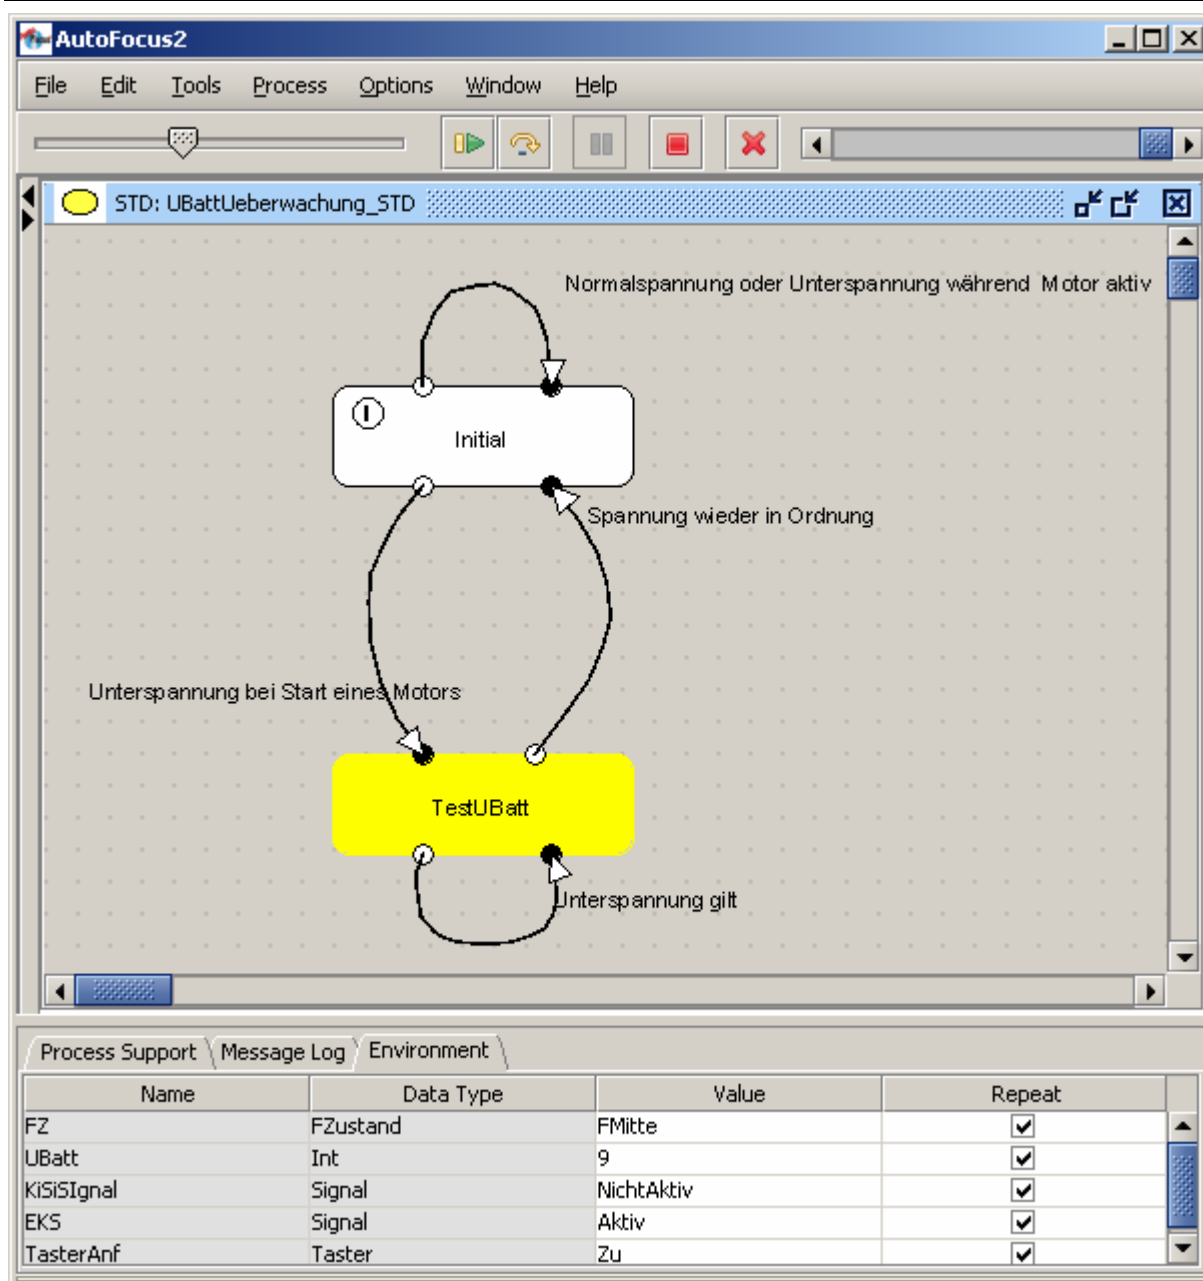 AutoFocus2
File Edit Tools Process Options Window Help
STD: UBattUeberwachung_STD
Normalspannung oder Unterspannung während Motor aktiv
I
Initial
Spannung wieder in Ordnung
Unterspannung bei Start eines Motors
TestUBatt
Unterspannung gilt
Process Support Message Log Environment
Name Data Type Value Repeat
FZ FZustand FMitte
UBatt Int 9
KiSiSIgnal Signal NichtAktiv
EKS Signal Aktiv
TasterAnf Taster Zu